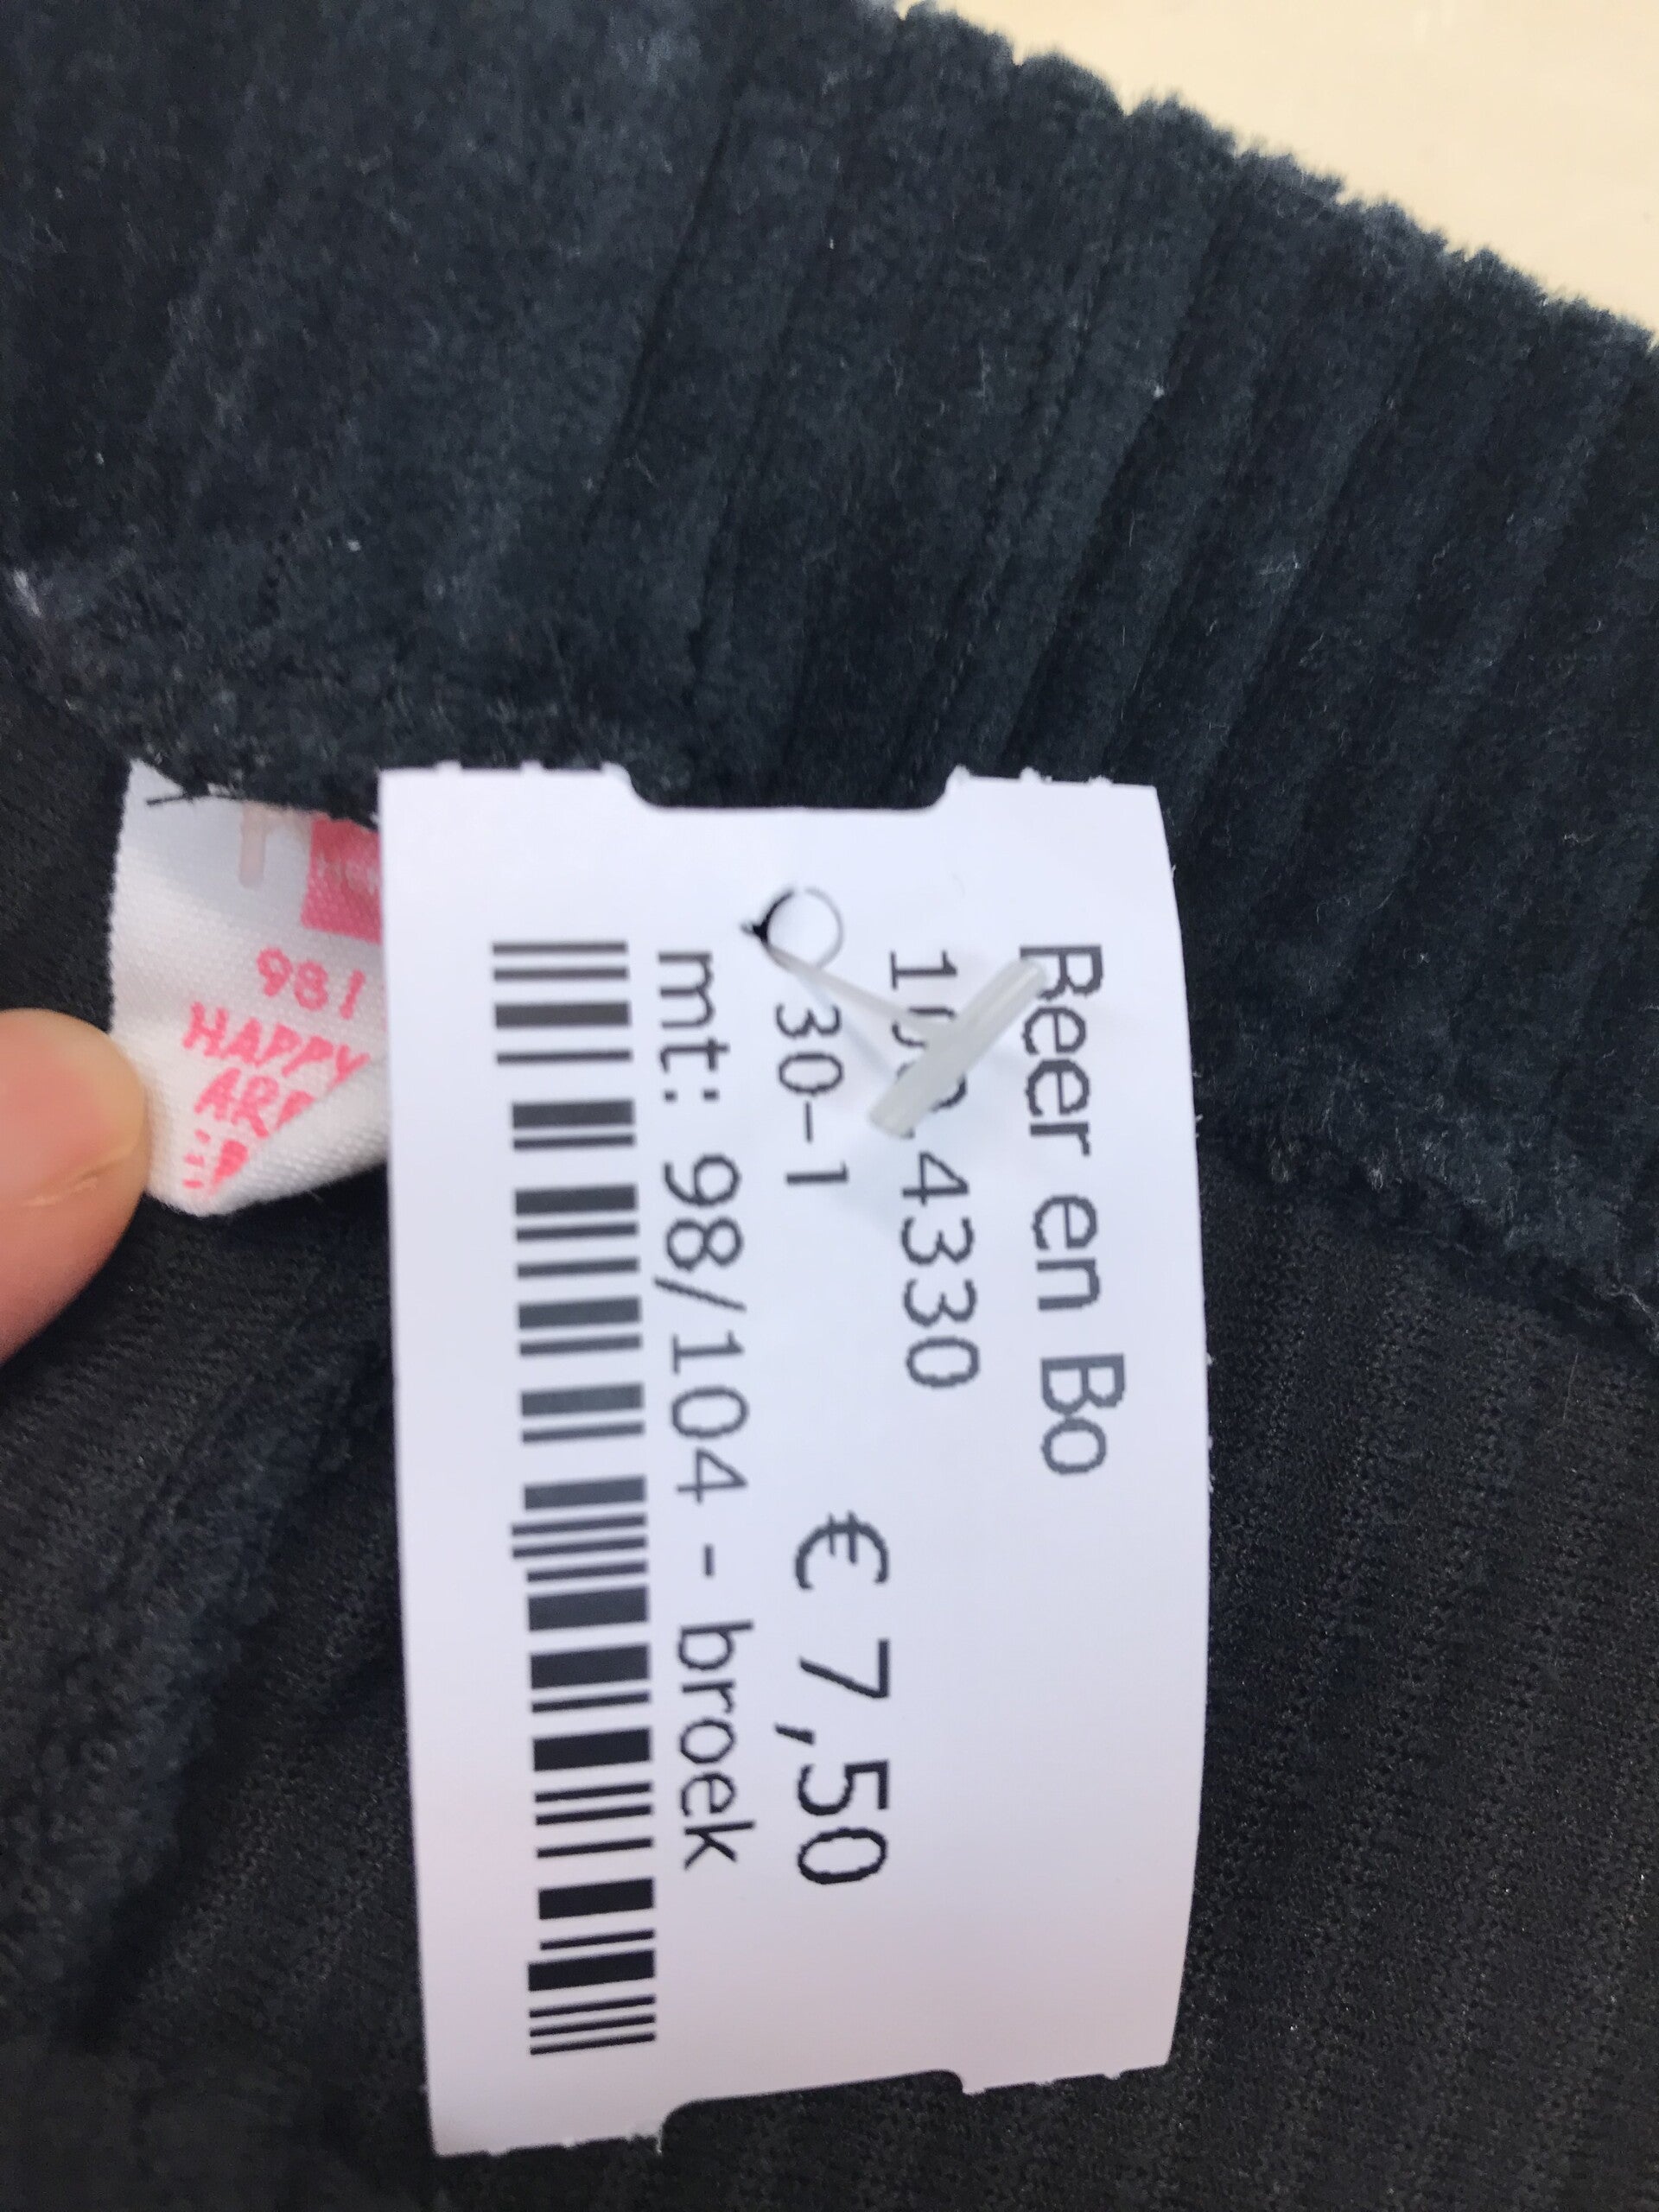 Beer en Bo
4330
30-1
€ 7,50
mt: 98/104 - broek
98/
HAPPY